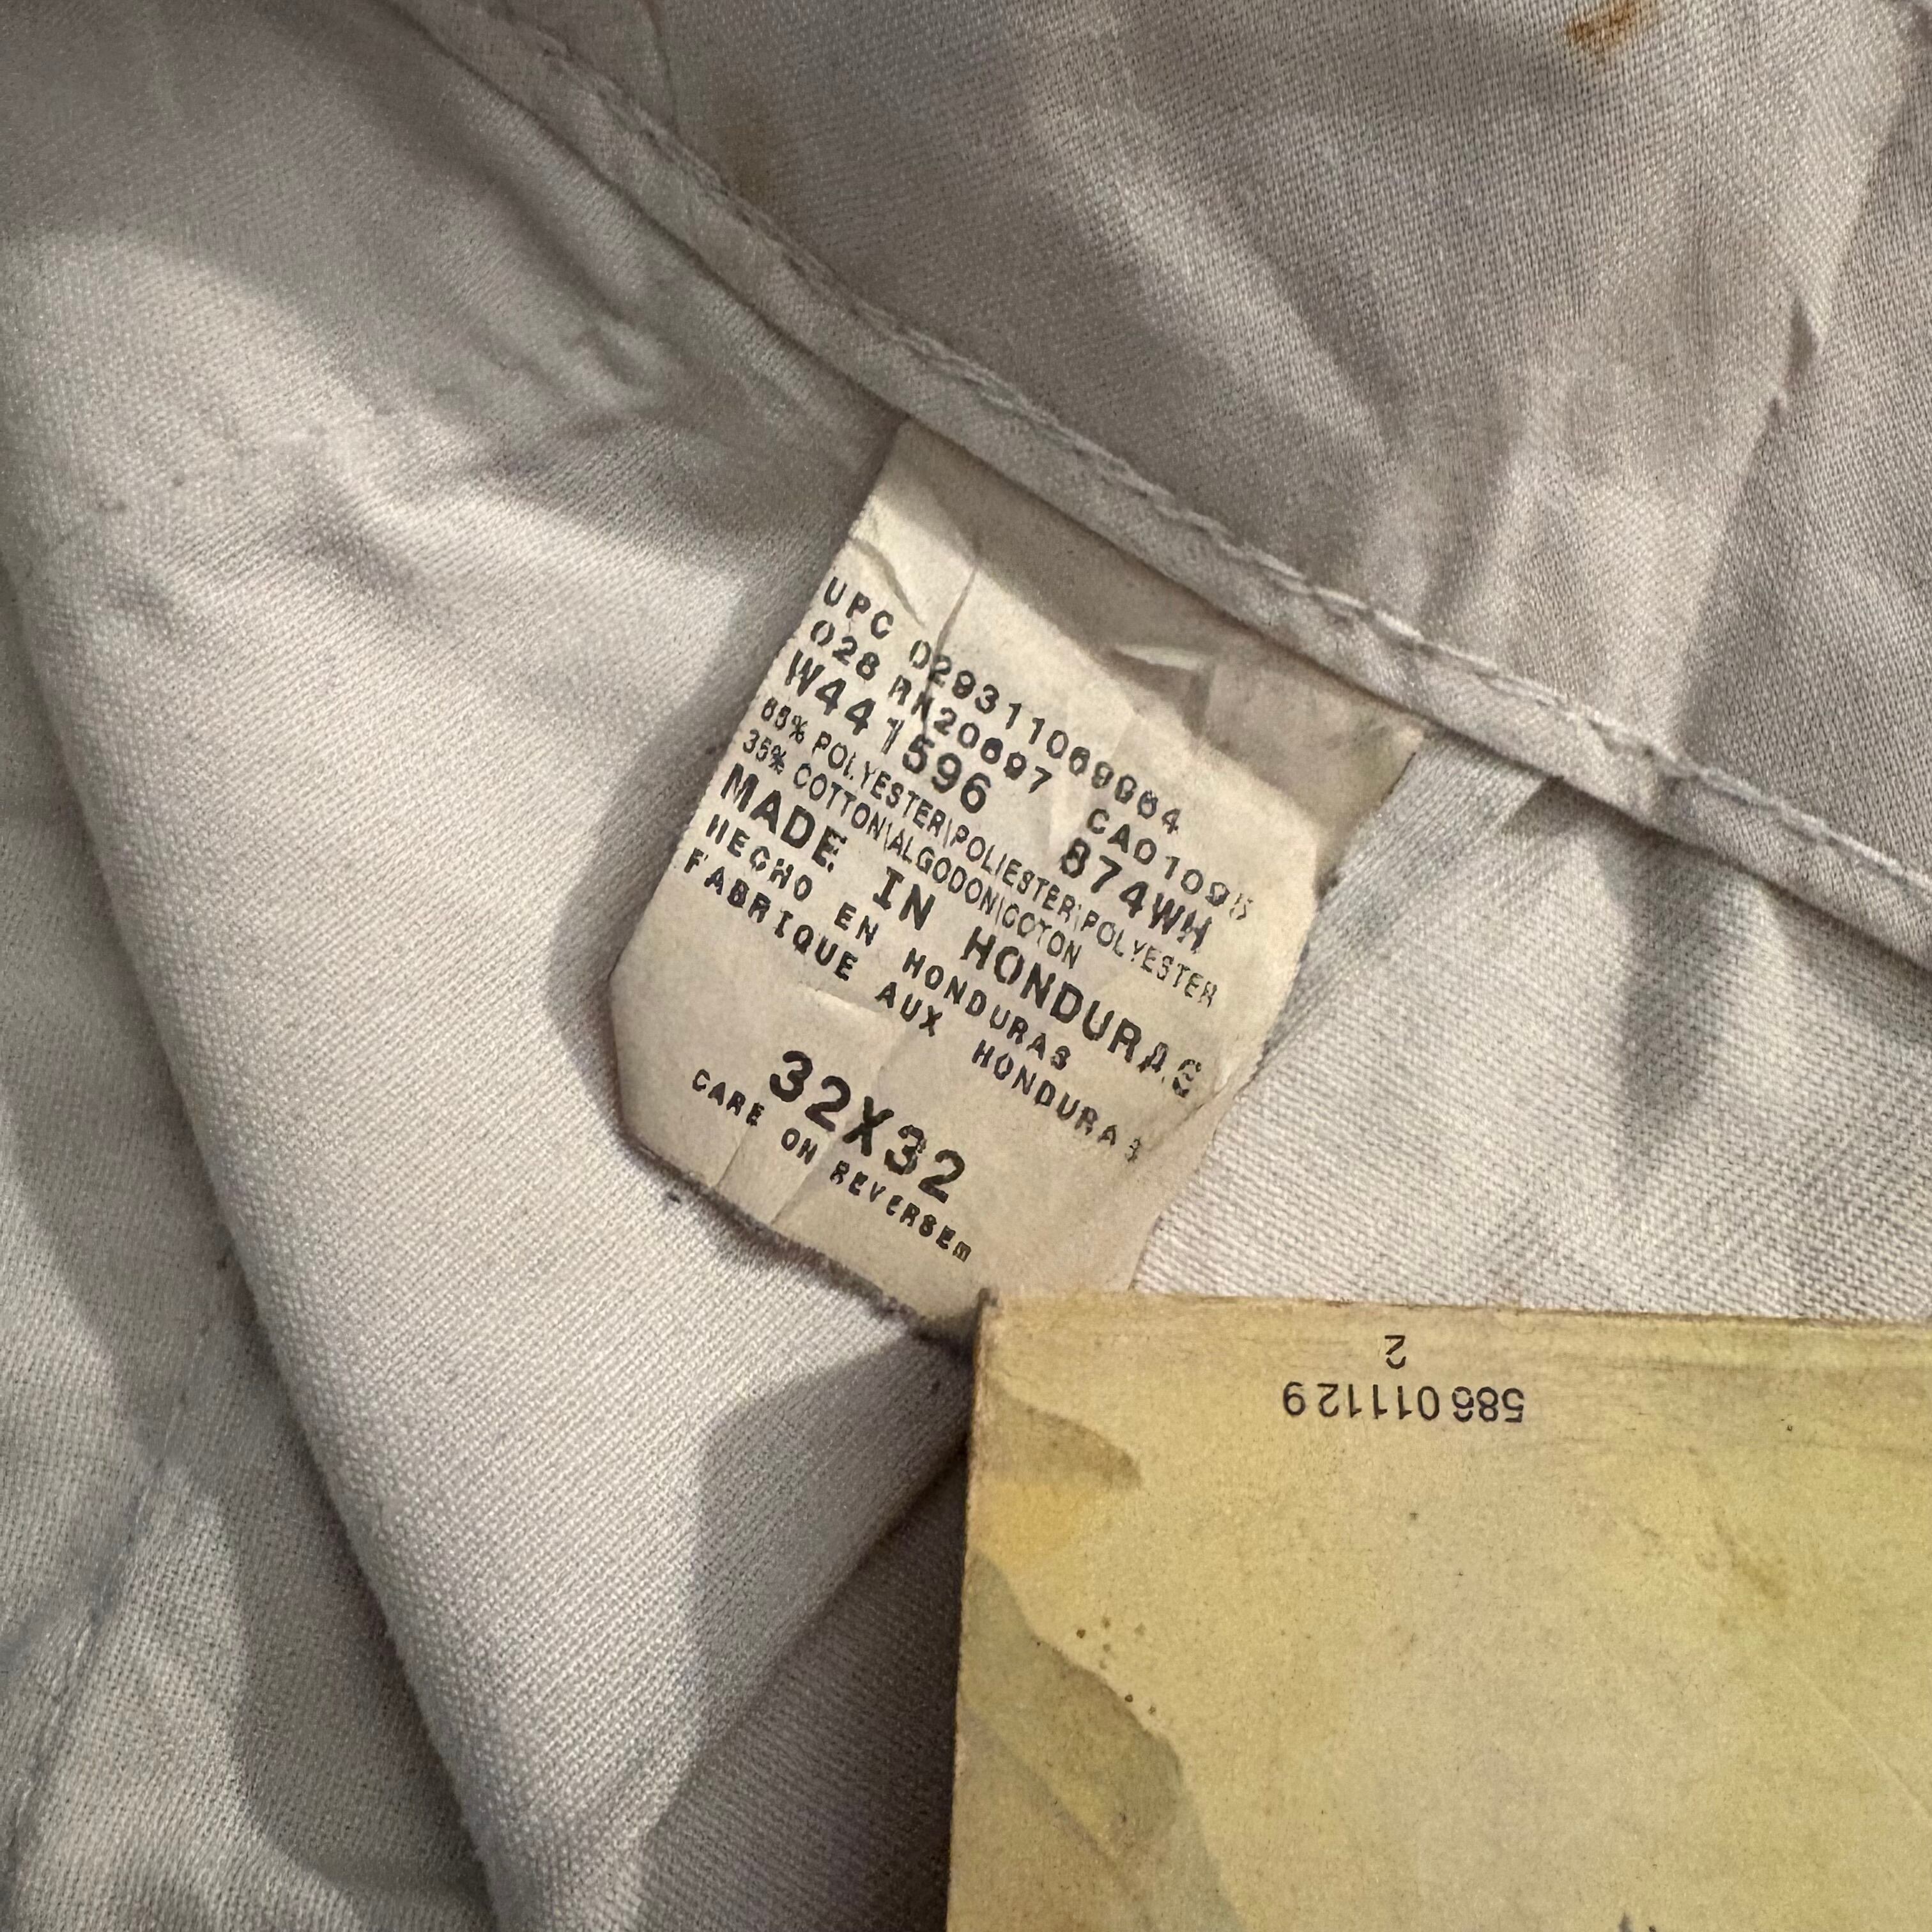 UPC 029311069964
028 RN20697 CA01095
W441596 874WH
65% POLYESTER\POLIESTER\POLYESTER
35% COTTON\ALGODON\COTON
MADE IN HONDURAS
HECHO EN HONDURAS
FABRIQUE AUX HONDURAS
32X32
CARE ON REVERSE
586011129
2